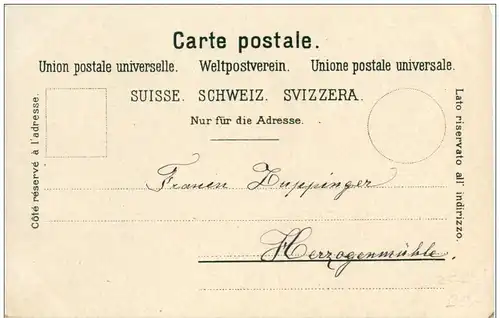 Carte postale.
Union postale universelle. Weltpostverein. Unione postale universale.
SUISSE. SCHWEIZ. SVIZZERA.
Nur für die Adresse.
Côté réservé à l'adresse.
Lato riservato all' indirizzo.
Frauen Zuppinger
Herzogenmühle.